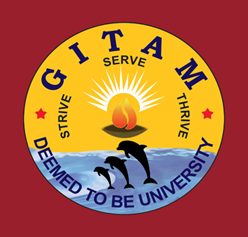 GITAM
STRIVE
SERVE
THRIVE
DEEMED TO BE UNIVERSITY